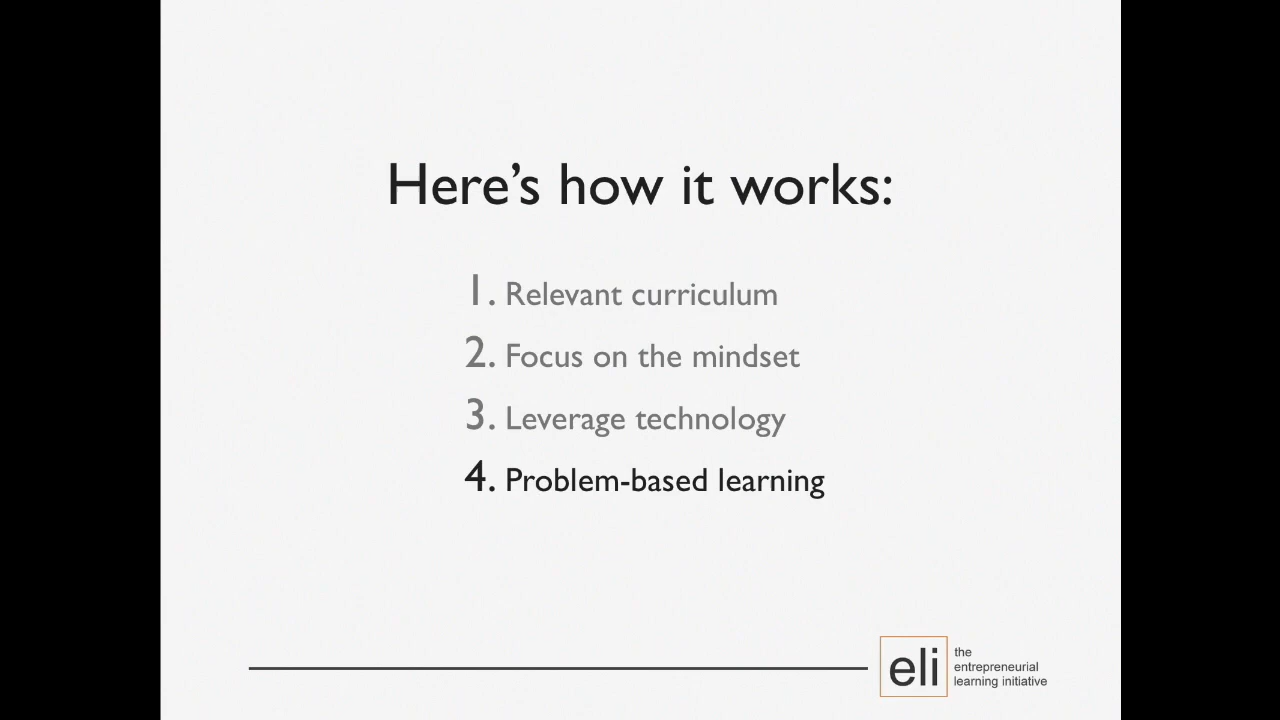 Here's how it works:
1. Relevant curriculum
2. Focus on the mindset
3. Leverage technology
4. Problem-based learning
eli
the
entrepreneurial
learning initiative